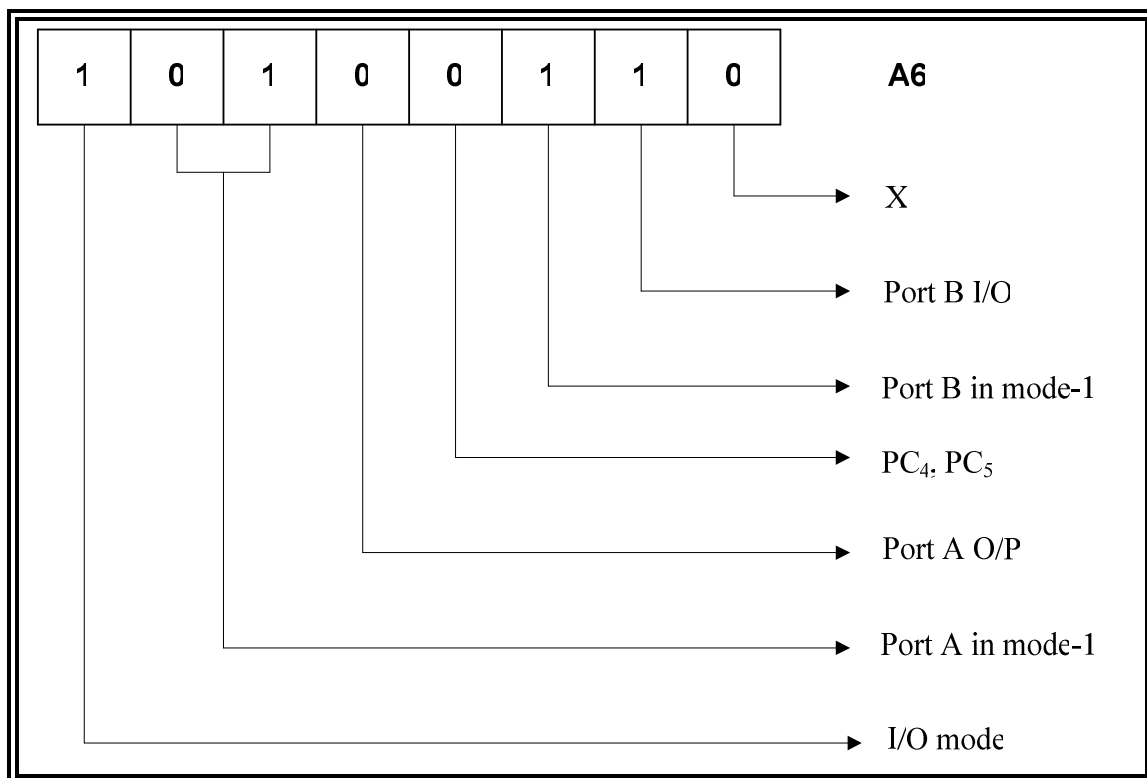 1 0 1 0 0 1 1 0 A6
X
Port B I/O
Port B in mode-1
PC₄, PC₅
Port A O/P
Port A in mode-1
I/O mode